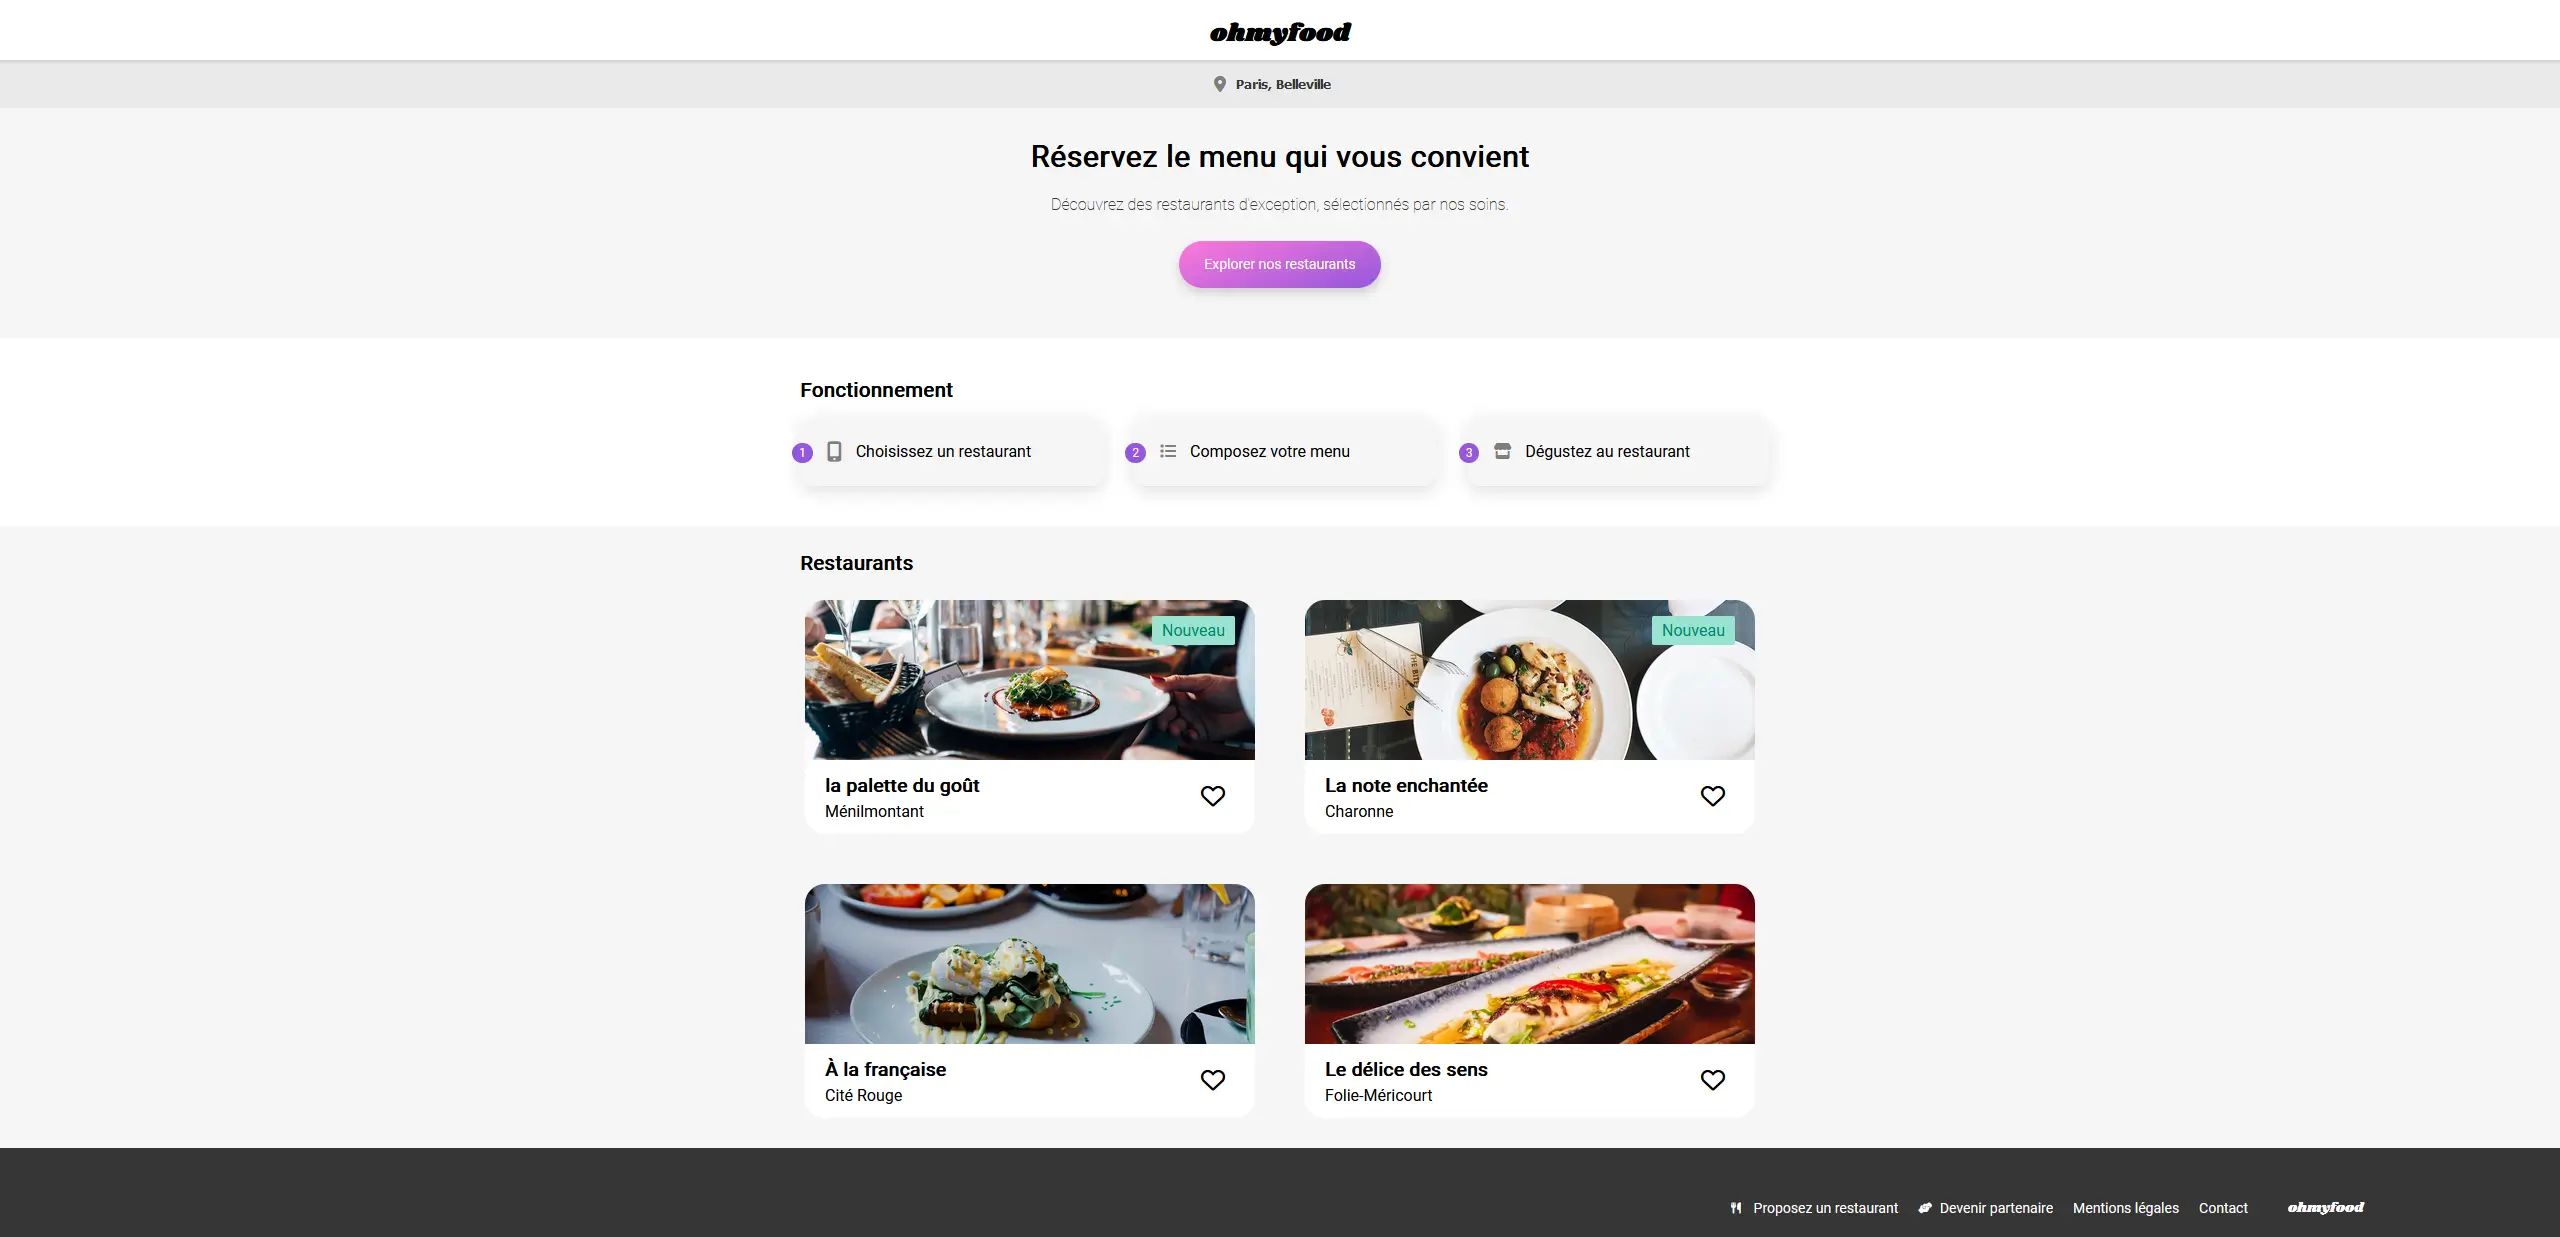 ohmyfood
Paris, Belleville
Réservez le menu qui vous convient
Découvrez des restaurants d'exception, sélectionnés par nos soins.
Explorer nos restaurants
Fonctionnement
1 Choisissez un restaurant
2 Composez votre menu
3 Dégustez au restaurant
Restaurants
Nouveau
la palette du goût
Ménilmontant
Nouveau
La note enchantée
Charonne
À la française
Cité Rouge
Le délice des sens
Folie-Méricourt
Proposez un restaurant Devenir partenaire Mentions légales Contact ohmyfood